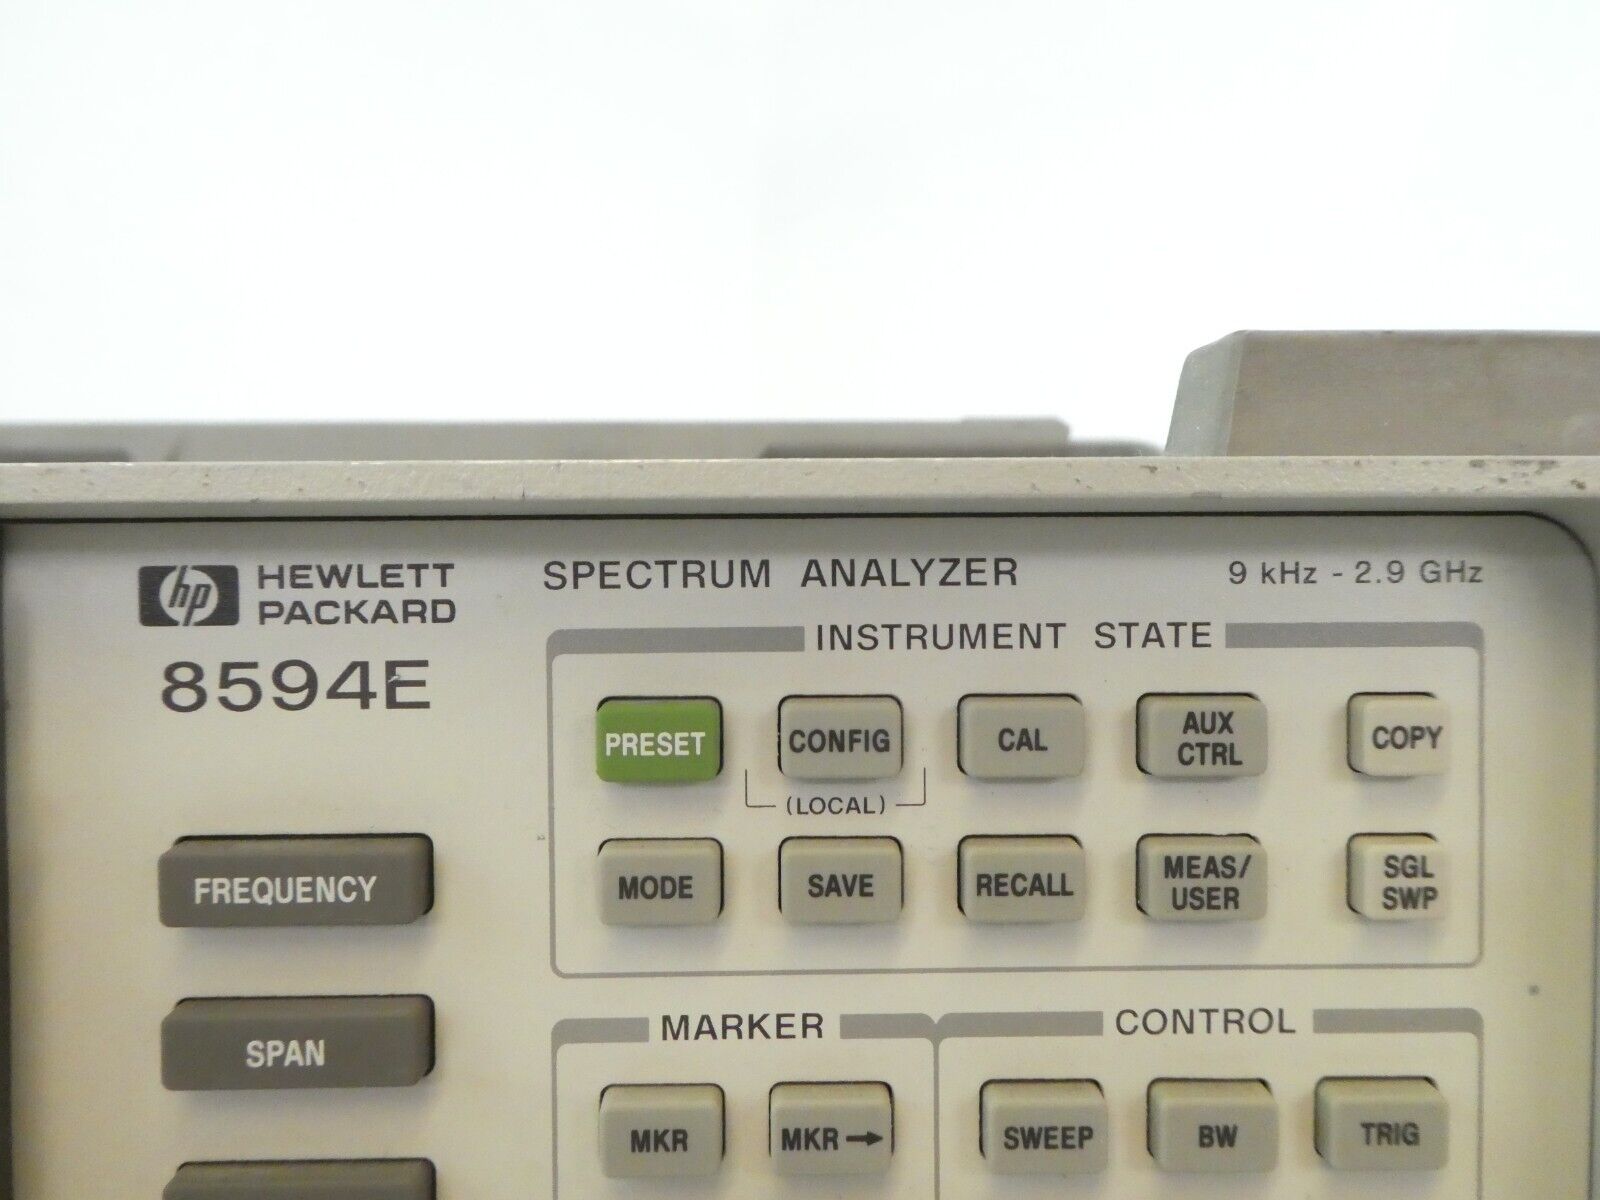 hp HEWLETT
PACKARD
8594E
SPECTRUM ANALYZER
9 kHz - 2.9 GHz
INSTRUMENT STATE
PRESET
CONFIG
CAL
AUX
CTRL
COPY
(LOCAL)
MODE
SAVE
RECALL
MEAS/
USER
SGL
SWP
FREQUENCY
SPAN
MARKER
MKR
MKR→
CONTROL
SWEEP
BW
TRIG